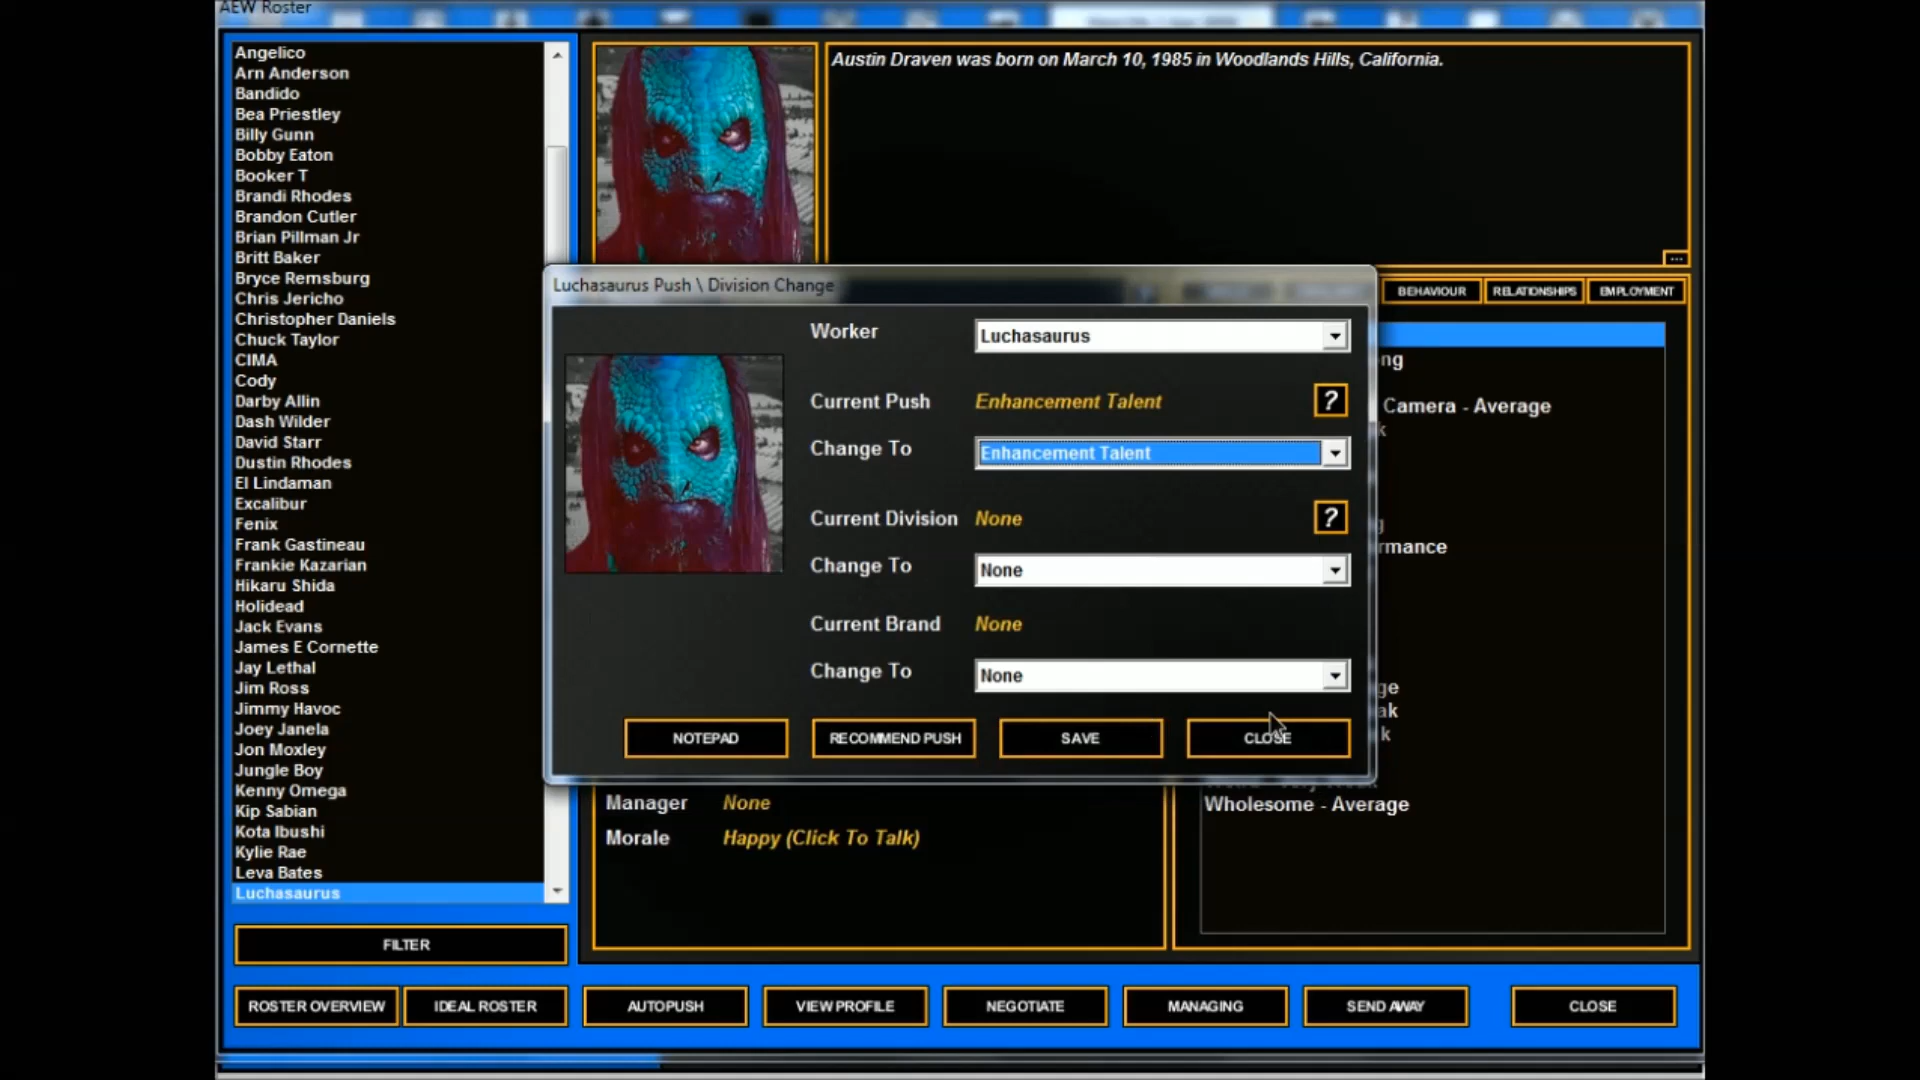 AEW Roster
Angelico
Arn Anderson
Bandido
Bea Priestley
Billy Gunn
Bobby Eaton
Booker T
Brandi Rhodes
Brandon Cutler
Brian Pillman Jr
Britt Baker
Bryce Remsburg
Chris Jericho
Christopher Daniels
Chuck Taylor
CIMA
Cody
Darby Allin
Dash Wilder
David Starr
Dustin Rhodes
El Lindaman
Excalibur
Fenix
Frank Gastineau
Frankie Kazarian
Hikaru Shida
Holidead
Jack Evans
James E Cornette
Jay Lethal
Jim Ross
Jimmy Havoc
Joey Janela
Jon Moxley
Jungle Boy
Kenny Omega
Kip Sabian
Kota Ibushi
Kylie Rae
Leva Bates
Luchasaurus
FILTER
Austin Draven was born on March 10, 1985 in Woodlands Hills, California.
...
BEHAVIOUR RELATIONSHIPS EMPLOYMENT
ng
Camera - Average
k
g
rmance
ge
ak
k
Wholesome - Average
Luchasaurus Push \ Division Change
Worker Luchasaurus
Current Push Enhancement Talent ?
Change To Enhancement Talent
Current Division None ?
Change To None
Current Brand None
Change To None
NOTEPAD RECOMMEND PUSH SAVE CLOSE
Manager None
Morale Happy (Click To Talk)
ROSTER OVERVIEW IDEAL ROSTER AUTOPUSH VIEW PROFILE NEGOTIATE MANAGING SEND AWAY CLOSE